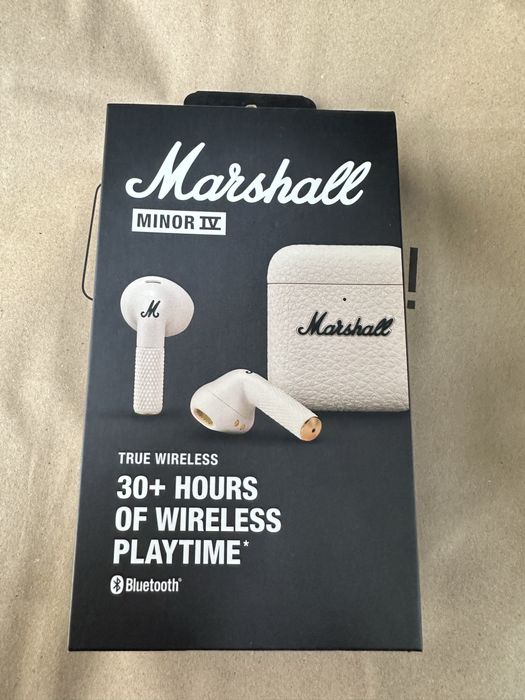 Marshall
MINOR IV
M
Marshall
M
TRUE WIRELESS
30+ HOURS
OF WIRELESS
PLAYTIME*
Bluetooth®
!